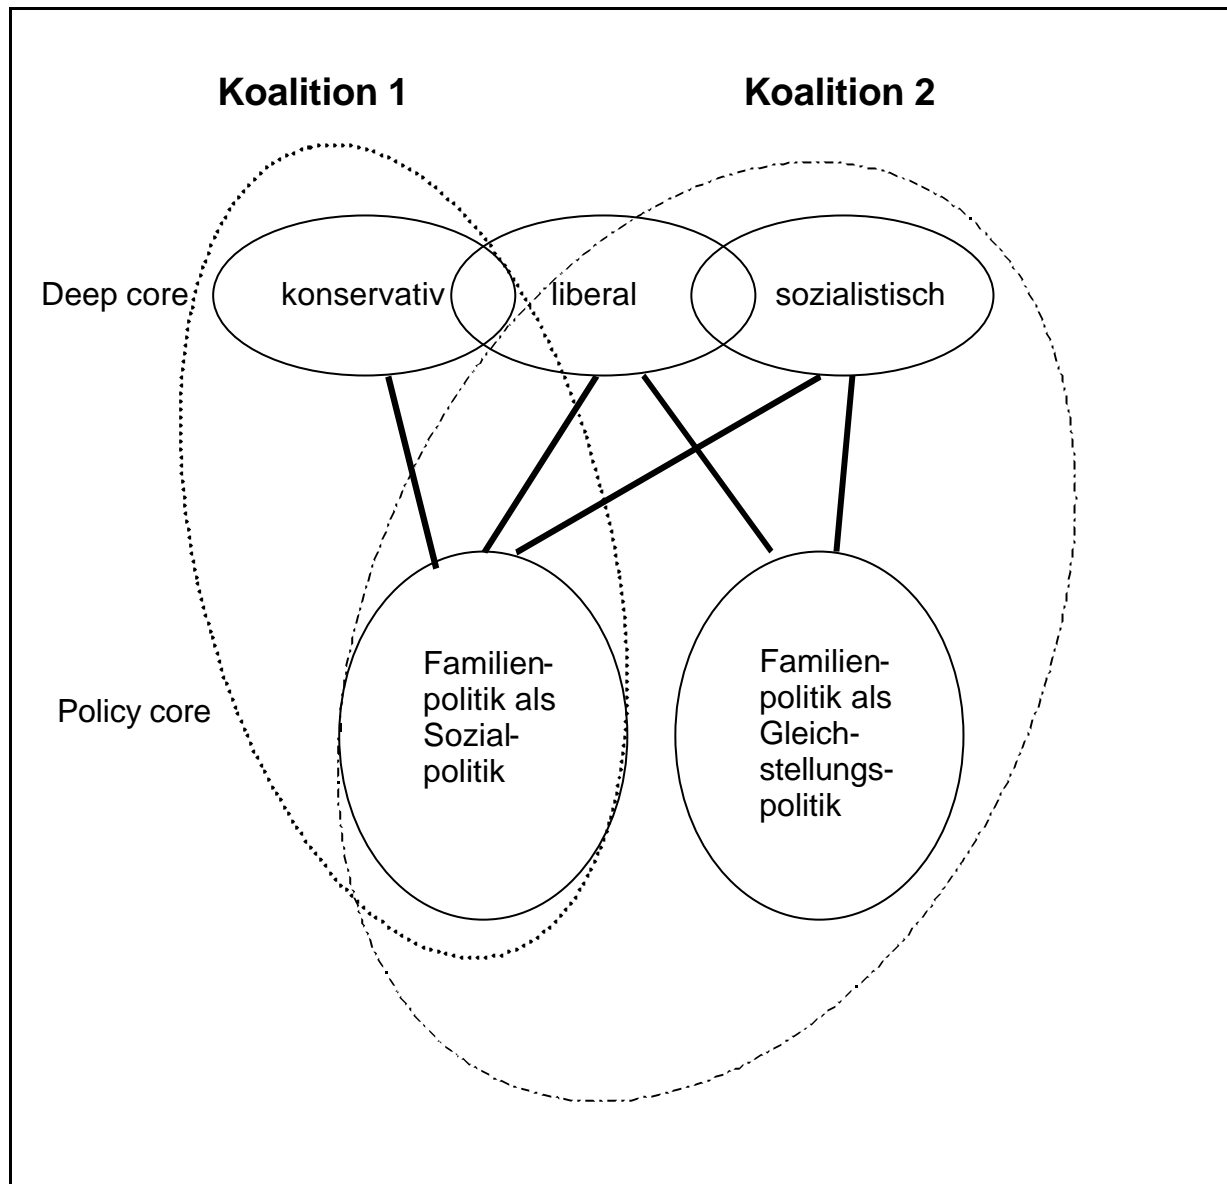 Koalition 1
Koalition 2
Deep core
konservativ
liberal
sozialistisch
Policy core
Familien-
politik als
Sozial-
politik
Familien-
politik als
Gleich-
stellungs-
politik